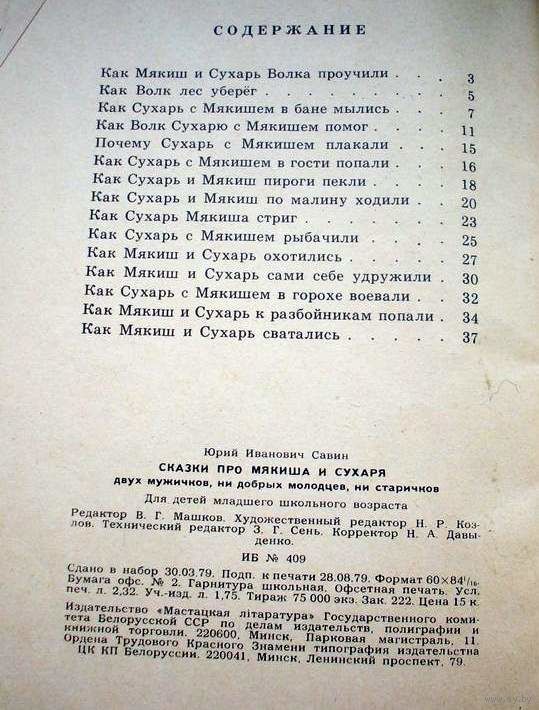 СОДЕРЖАНИЕ
Как Мякиш и Сухарь Волка проучили . . . 3
Как Волк лес уберёг . . . . . . . . 5
Как Сухарь с Мякишем в бане мылись . . . 7
Как Волк Сухарю с Мякишем помог . . . . 11
Почему Сухарь с Мякишем плакали . . . . 15
Как Сухарь с Мякишем в гости попали . . . 16
Как Сухарь и Мякиш пироги пекли . . . . 18
Как Сухарь и Мякиш по малину ходили . . 20
Как Сухарь Мякиша стриг . . . . . 23
Как Сухарь с Мякишем рыбачили . . . . 25
Как Мякиш и Сухарь охотились . . . . 27
Как Мякиш и Сухарь сами себе удружили . 30
Как Сухарь с Мякишем в горохе воевали . . 32
Как Мякиш и Сухарь к разбойникам попали . 34
Как Мякиш и Сухарь сватались . . . . . 37
Юрий Иванович Савин
СКАЗКИ ПРО МЯКИША И СУХАРЯ
двух мужичков, ни добрых молодцев, ни старичков
Для детей младшего школьного возраста
Редактор В. Г. Машков. Художественный редактор Н. Р. Коз-
лов. Технический редактор З. Г. Сень. Корректор Н. А. Давы-
денко.
ИБ № 409
Сдано в набор 30.03.79. Подп. к печати 28.08.79. Формат 60×84¹/₁₆.
Бумага офс. № 2. Гарнитура школьная. Офсетная печать. Усл.
печ. л. 2,32. Уч.-изд. л. 1,75. Тираж 75 000 экз. Зак. 222. Цена 15 к.
Издательство «Мастацкая літаратура» Государственного коми-
тета Белорусской ССР по делам издательств, полиграфии и
книжной торговли. 220600, Минск, Парковая магистраль, 11.
Ордена Трудового Красного Знамени типография издательства
ЦК КП Белоруссии. 220041, Минск, Ленинский проспект, 79.